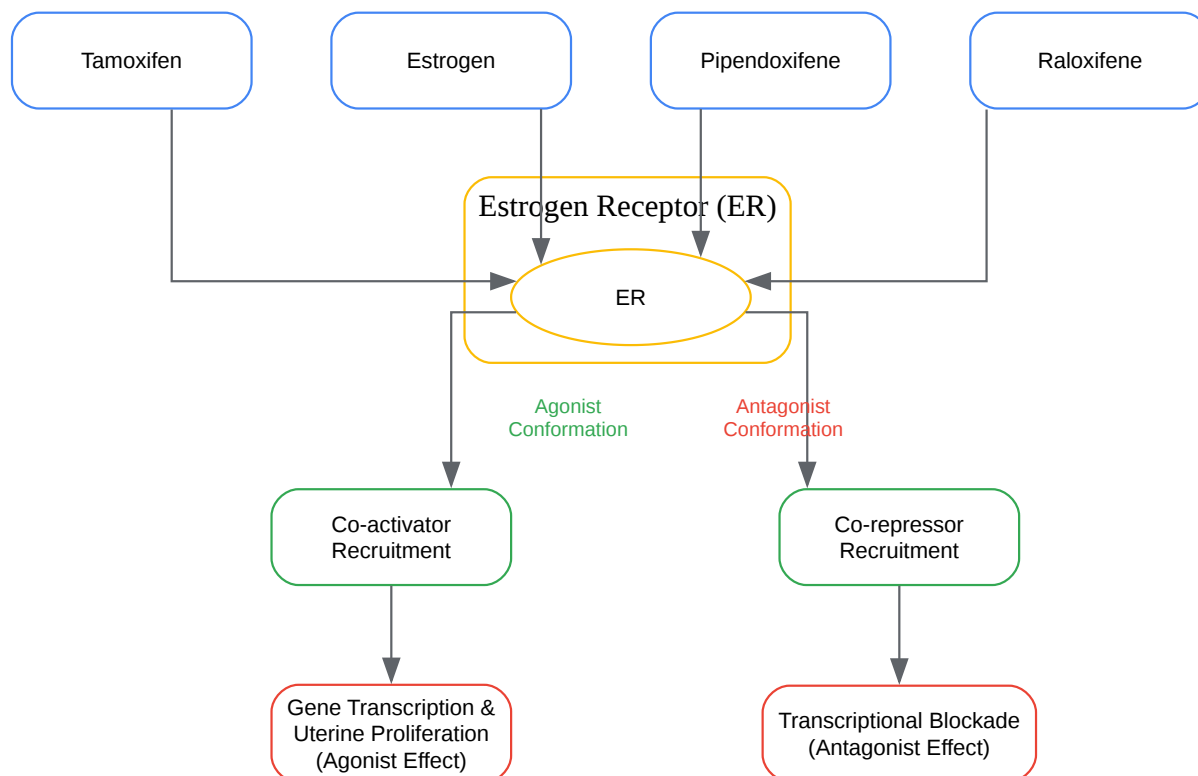 Tamoxifen
Estrogen
Pipendoxifene
Raloxifene
Estrogen Receptor (ER)
ER
Agonist
Conformation
Antagonist
Conformation
Co-activator
Recruitment
Co-repressor
Recruitment
Gene Transcription &
Uterine Proliferation
(Agonist Effect)
Transcriptional Blockade
(Antagonist Effect)